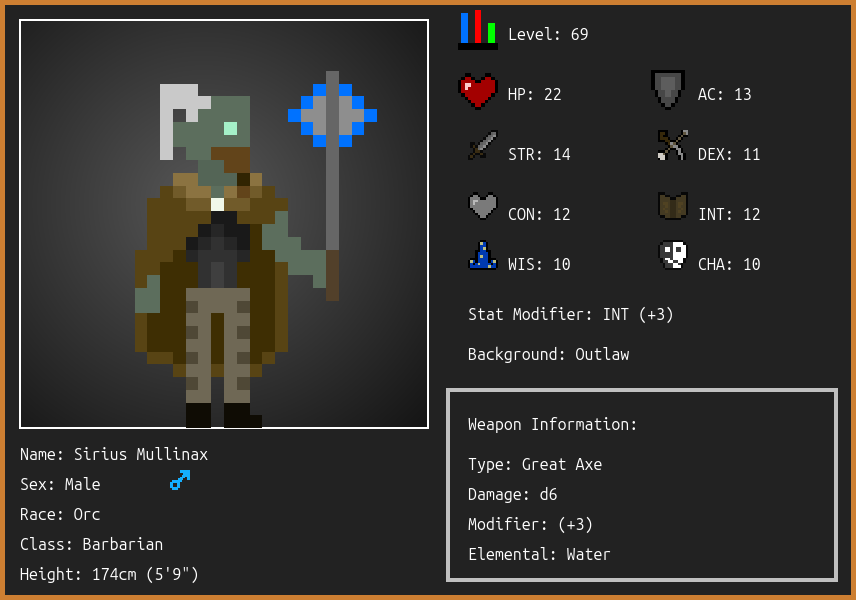 Level: 69
HP: 22
AC: 13
STR: 14
DEX: 11
CON: 12
INT: 12
WIS: 10
CHA: 10
Stat Modifier: INT (+3)
Background: Outlaw
Weapon Information:
Type: Great Axe
Damage: d6
Modifier: (+3)
Elemental: Water
Name: Sirius Mullinax
Sex: Male
Race: Orc
Class: Barbarian
Height: 174cm (5'9")